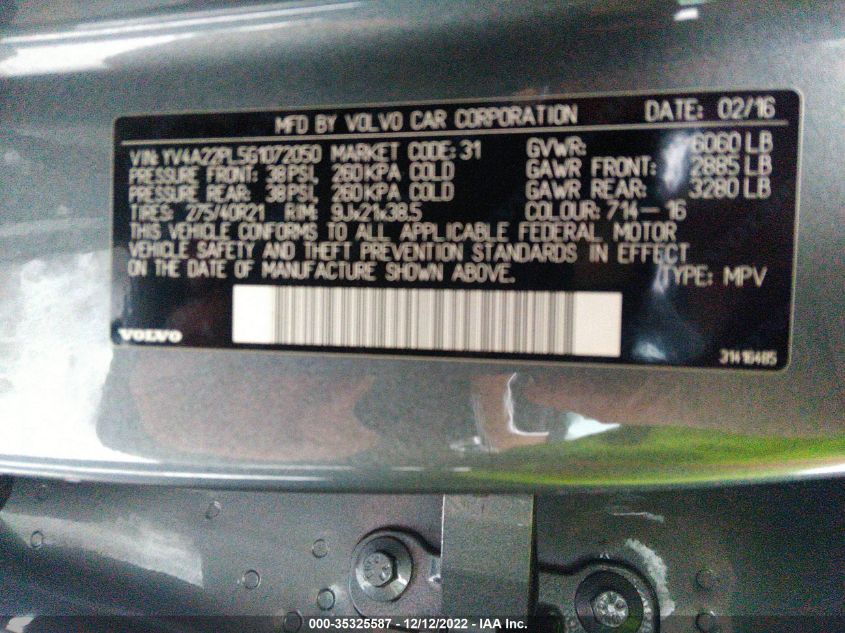 MFD BY VOLVO CAR CORPORATION DATE: 02/16
VIN: YV4A22PL5G1072050 MARKET CODE: 31 GVWR: 6060 LB
PRESSURE FRONT: 38 PSI, 260 KPA COLD GAWR FRONT: 2885 LB
PRESSURE REAR: 38 PSI, 260 KPA COLD GAWR REAR: 3280 LB
TIRES: 275/40R21 RIM: 9Jx21x38.5 COLOUR: 714-16
THIS VEHICLE CONFORMS TO ALL APPLICABLE FEDERAL MOTOR
VEHICLE SAFETY AND THEFT PREVENTION STANDARDS IN EFFECT
ON THE DATE OF MANUFACTURE SHOWN ABOVE. TYPE: MPV
VOLVO
31416485
000-35325587 - 12/12/2022 - IAA Inc.